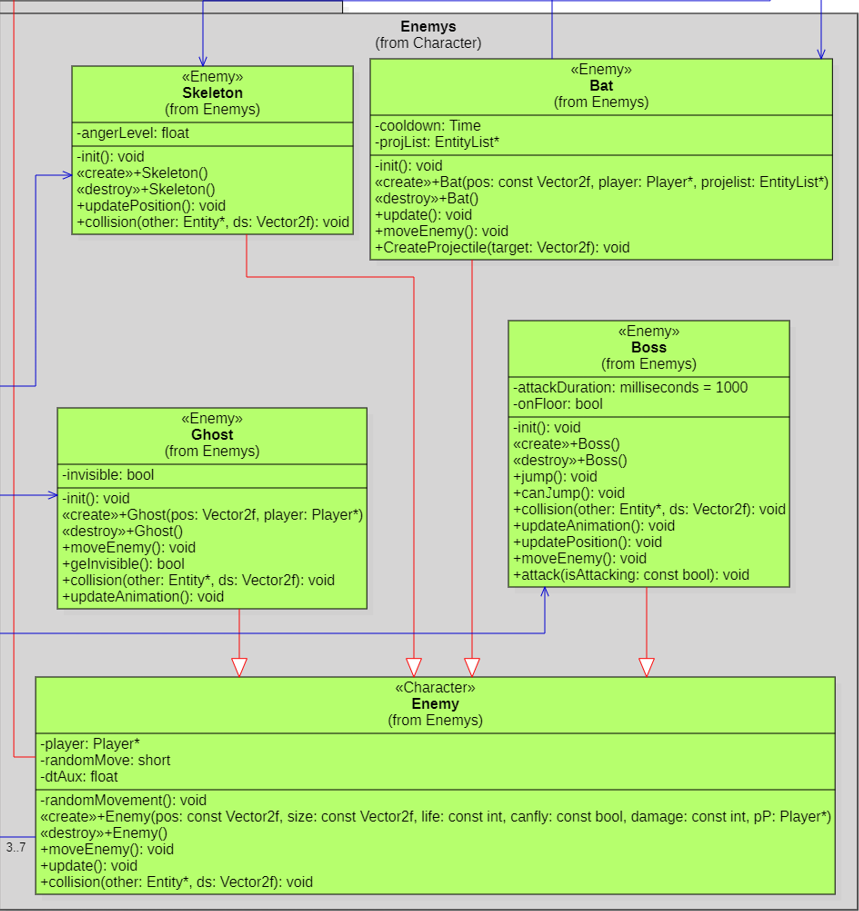 Enemys
(from Character)
«Enemy»
Skeleton
(from Enemys)
-angerLevel: float
-init(): void
«create»+Skeleton()
«destroy»+Skeleton()
+updatePosition(): void
+collision(other: Entity*, ds: Vector2f): void
«Enemy»
Bat
(from Enemys)
-cooldown: Time
-projList: EntityList*
-init(): void
«create»+Bat(pos: const Vector2f, player: Player*, projelist: EntityList*)
«destroy»+Bat()
+update(): void
+moveEnemy(): void
+CreateProjectile(target: Vector2f): void
«Enemy»
Boss
(from Enemys)
-attackDuration: milliseconds = 1000
-onFloor: bool
-init(): void
«create»+Boss()
«destroy»+Boss()
+jump(): void
+canJump(): void
+collision(other: Entity*, ds: Vector2f): void
+updateAnimation(): void
+updatePosition(): void
+moveEnemy(): void
+attack(isAttacking: const bool): void
«Enemy»
Ghost
(from Enemys)
-invisible: bool
-init(): void
«create»+Ghost(pos: Vector2f, player: Player*)
«destroy»+Ghost()
+moveEnemy(): void
+geInvisible(): bool
+collision(other: Entity*, ds: Vector2f): void
+updateAnimation(): void
«Character»
Enemy
(from Enemys)
-player: Player*
-randomMove: short
-dtAux: float
-randomMovement(): void
«create»+Enemy(pos: const Vector2f, size: const Vector2f, life: const int, canfly: const bool, damage: const int, pP: Player*)
«destroy»+Enemy()
+moveEnemy(): void
+update(): void
+collision(other: Entity*, ds: Vector2f): void
3..7